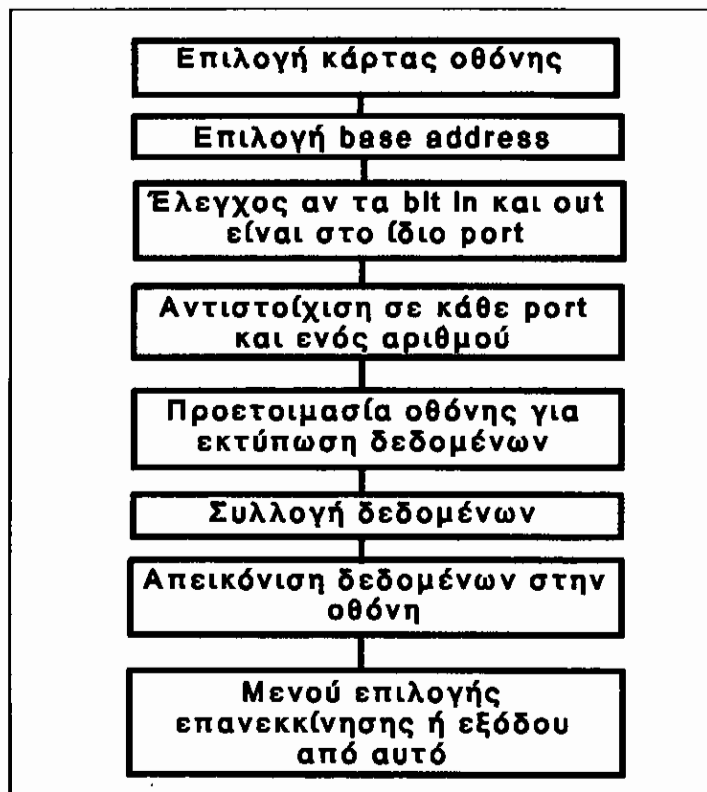 Επιλογή κάρτας οθόνης
Επιλογή base address
Έλεγχος αν τα bit in και out
είναι στο ίδιο port
Αντιστοίχιση σε κάθε port
και ενός αριθμού
Προετοιμασία οθόνης για
εκτύπωση δεδομένων
Συλλογή δεδομένων
Απεικόνιση δεδομένων στην
οθόνη
Μενού επιλογής
επανεκκίνησης ή εξόδου
από αυτό